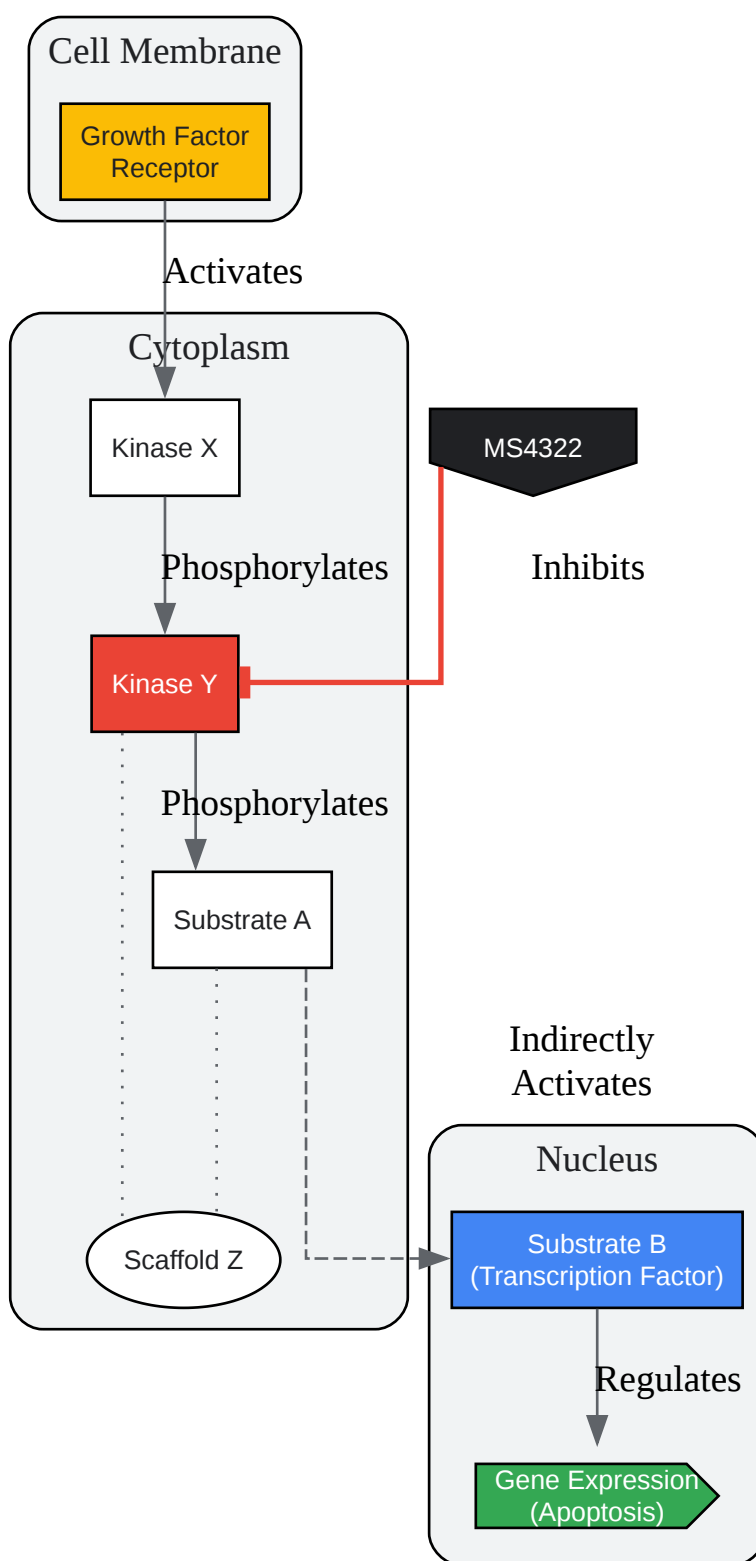 Cell Membrane
Growth Factor
Receptor
Activates
Cytoplasm
Kinase X
MS4322
Phosphorylates
Inhibits
Kinase Y
Phosphorylates
Substrate A
Indirectly
Activates
Nucleus
Substrate B
(Transcription Factor)
Scaffold Z
Regulates
Gene Expression
(Apoptosis)